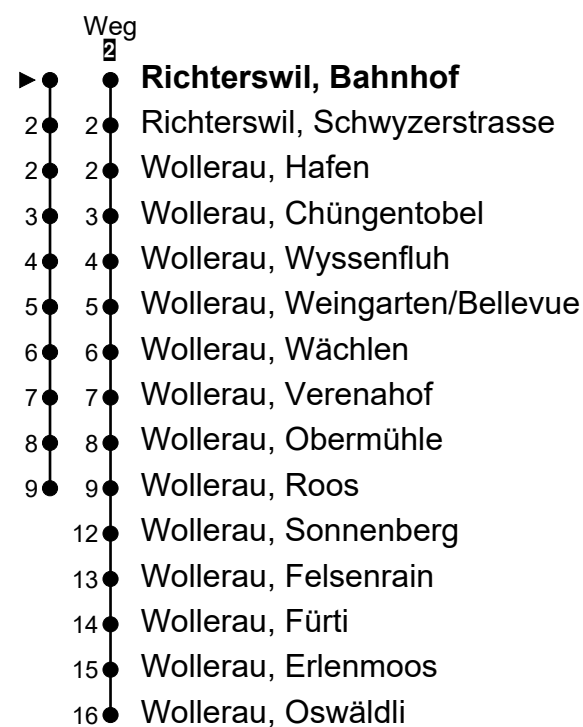 Weg
2
Richterswil, Bahnhof
2 2 Richterswil, Schwyzerstrasse
2 2 Wollerau, Hafen
3 3 Wollerau, Chüngentobel
4 4 Wollerau, Wyssenfluh
5 5 Wollerau, Weingarten/Bellevue
6 6 Wollerau, Wächlen
7 7 Wollerau, Verenahof
8 8 Wollerau, Obermühle
9 9 Wollerau, Roos
12 Wollerau, Sonnenberg
13 Wollerau, Felsenrain
14 Wollerau, Fürti
15 Wollerau, Erlenmoos
16 Wollerau, Oswäldli